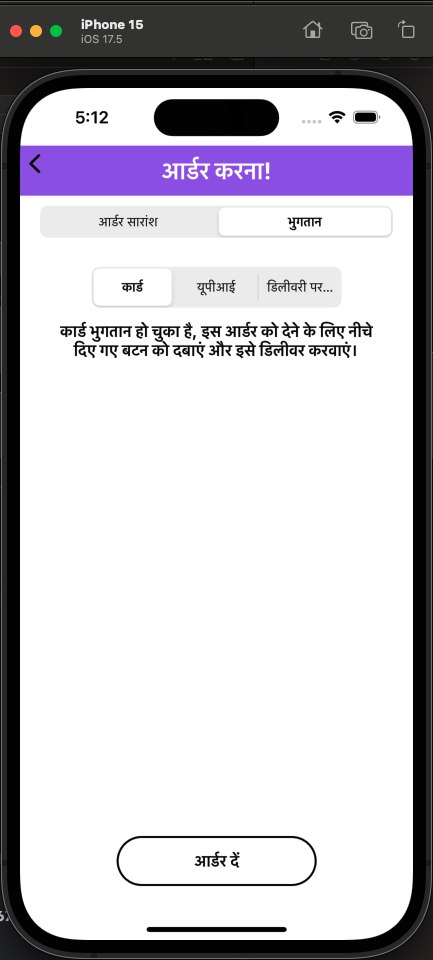 iPhone 15
iOS 17.5
5:12
आर्डर करना!
आर्डर सारांश
भुगतान
कार्ड
यूपीआई
डिलीवरी पर...
कार्ड भुगतान हो चुका है, इस आर्डर को देने के लिए नीचे
दिए गए बटन को दबाएं और इसे डिलीवर करवाएं।
आर्डर दें